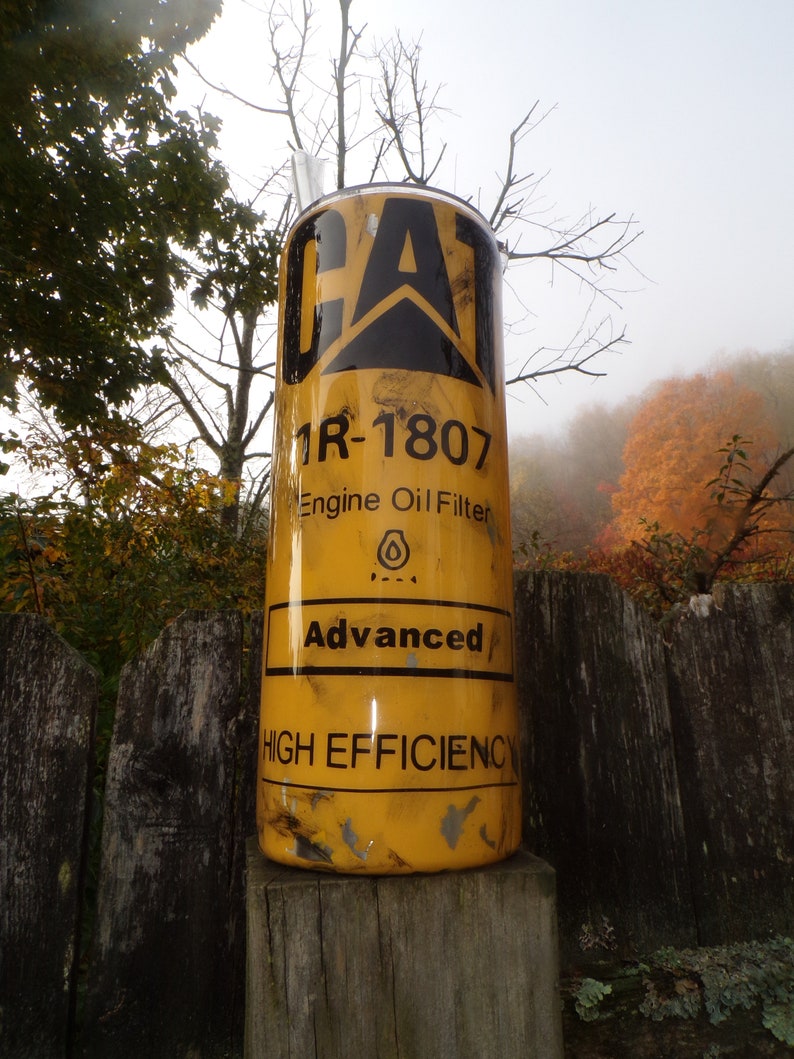 CAT
1R-1807
Engine Oil Filter
Advanced
HIGH EFFICIENCY